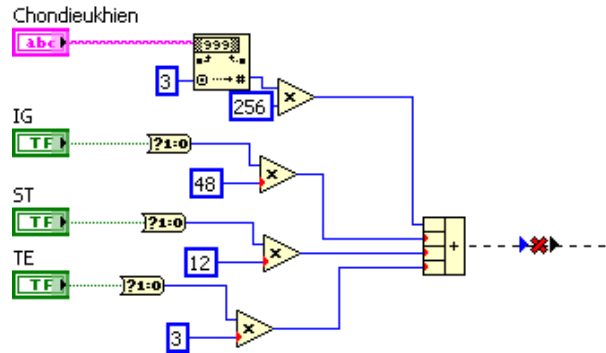 Chondieukhien
abc
999
3
256
IG
TF
?1:0
48
ST
TF
?1:0
12
TE
TF
?1:0
3